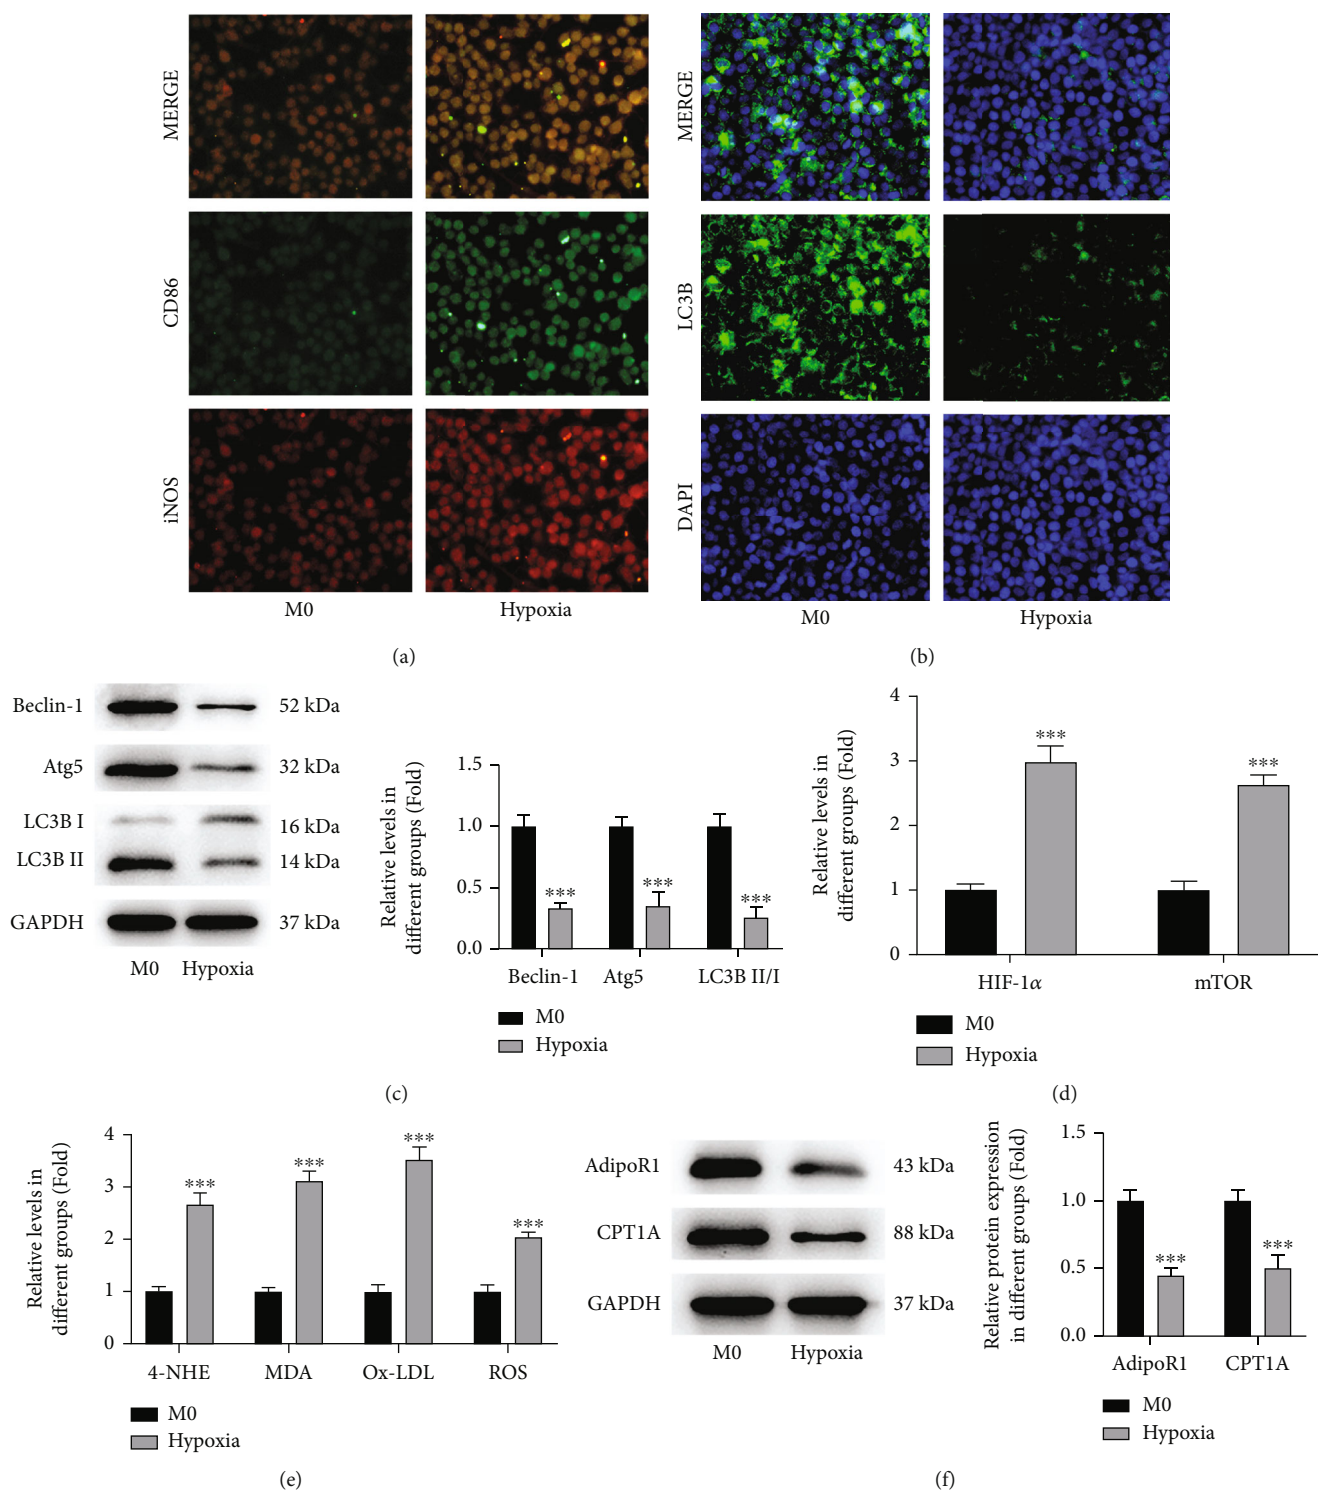 MERGE
CD86
iNOS
M0 Hypoxia
(a)
MERGE
LC3B
DAPI
M0 Hypoxia
(b)
Beclin-1 52 kDa
Atg5 32 kDa
LC3B I 16 kDa
LC3B II 14 kDa
GAPDH 37 kDa
M0 Hypoxia
Relative levels in
different groups (Fold)
1.5
1.0
0.5
0.0
*** *** ***
Beclin-1 Atg5 LC3B II/I
M0
Hypoxia
(c)
Relative levels in
different groups (Fold)
4
3
2
1
0
*** ***
HIF-1α mTOR
M0
Hypoxia
(d)
Relative levels in
different groups (Fold)
4
3
2
1
0
*** *** *** ***
4-NHE MDA Ox-LDL ROS
M0
Hypoxia
(e)
AdipoR1 43 kDa
CPT1A 88 kDa
GAPDH 37 kDa
M0 Hypoxia
Relative protein expression
in different groups (Fold)
1.5
1.0
0.5
0.0
*** ***
AdipoR1 CPT1A
M0
Hypoxia
(f)